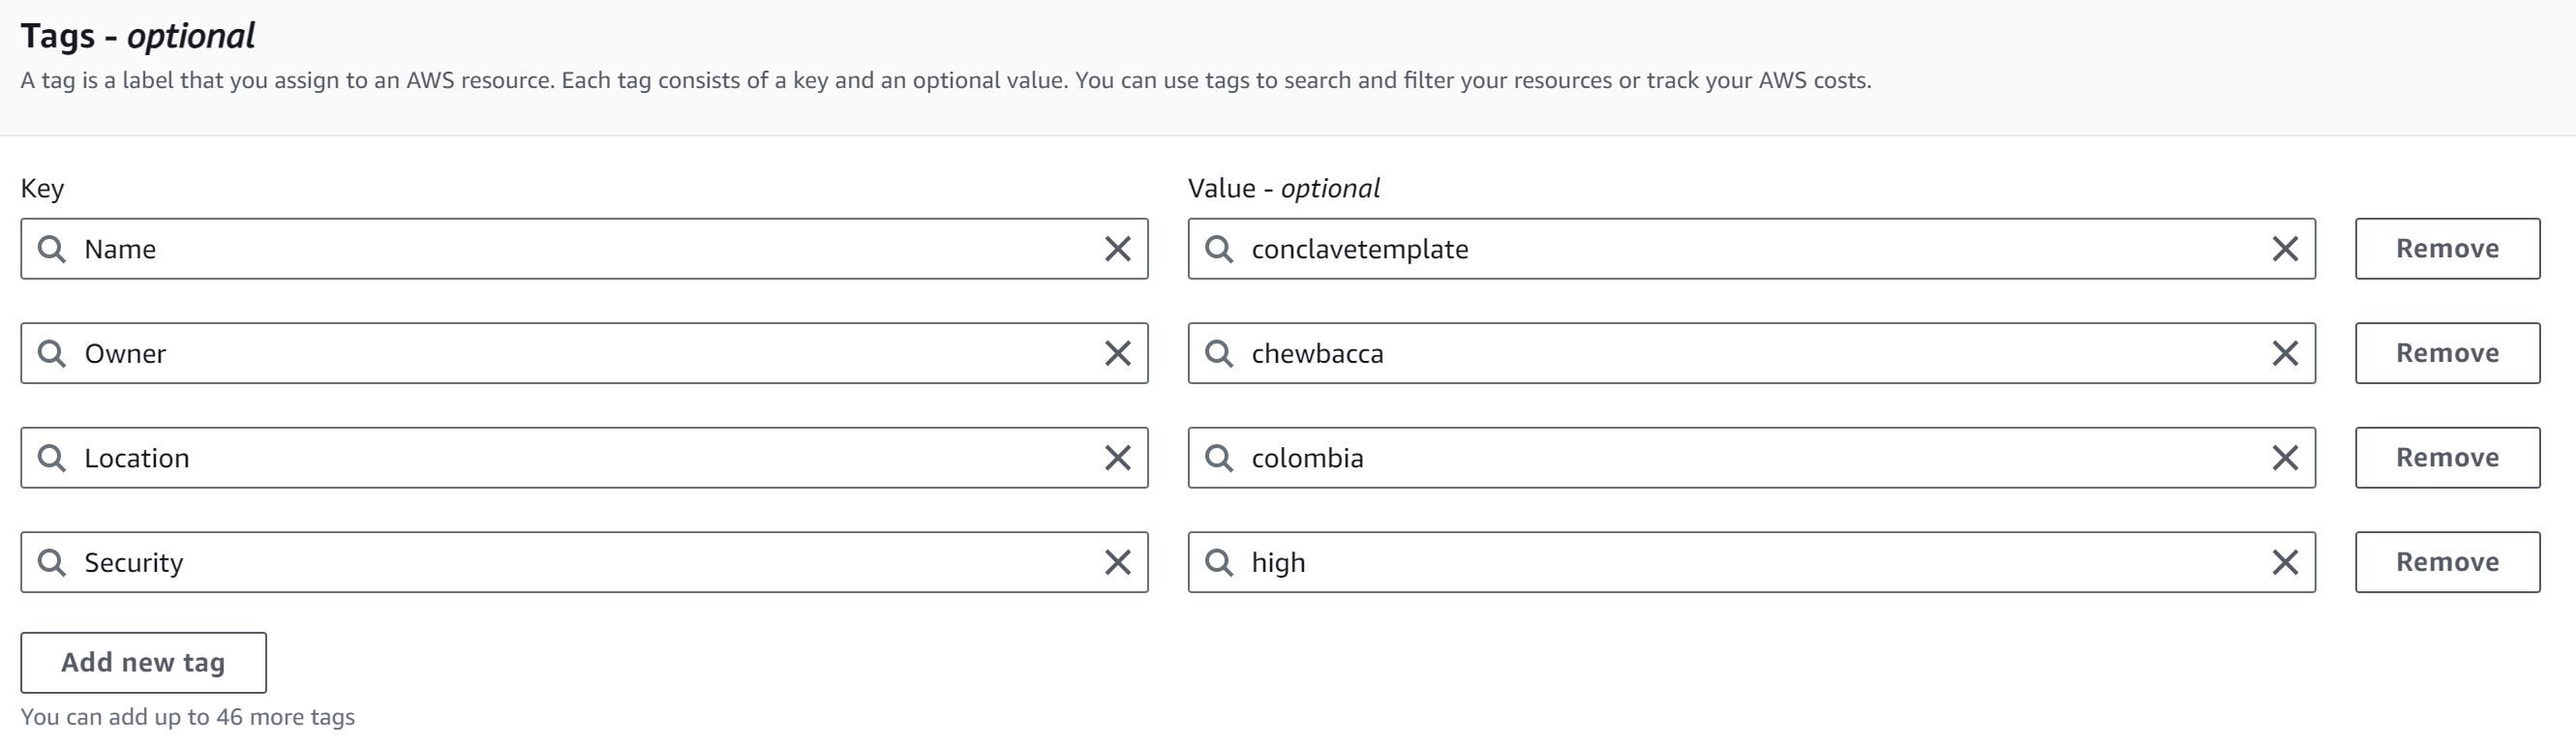 Tags - optional
A tag is a label that you assign to an AWS resource. Each tag consists of a key and an optional value. You can use tags to search and filter your resources or track your AWS costs.
Key Value - optional
Name conclavetemplate Remove
Owner chewbacca Remove
Location colombia Remove
Security high Remove
Add new tag
You can add up to 46 more tags